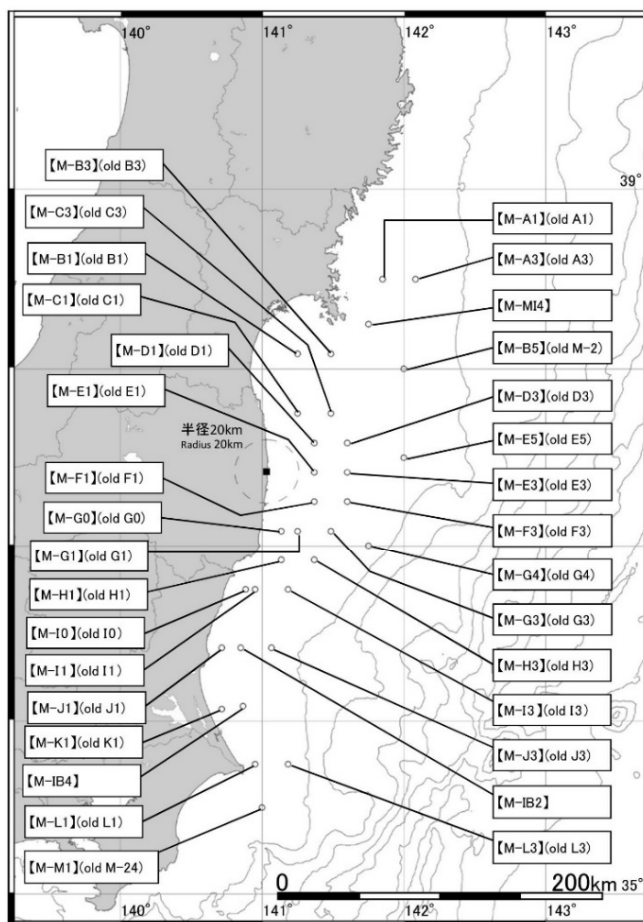 140°
141°
142°
143°
39°
【M-B3】(old B3)
【M-C3】(old C3)
【M-B1】(old B1)
【M-C1】(old C1)
【M-D1】(old D1)
【M-E1】(old E1)
半径20km
Radius 20km
【M-F1】(old F1)
【M-G0】(old G0)
【M-G1】(old G1)
【M-H1】(old H1)
【M-I0】(old I0)
【M-I1】(old I1)
【M-J1】(old J1)
【M-K1】(old K1)
【M-IB4】
【M-L1】(old L1)
【M-M1】(old M-24)
【M-A1】(old A1)
【M-A3】(old A3)
【M-MI4】
【M-B5】(old M-2)
【M-D3】(old D3)
【M-E5】(old E5)
【M-E3】(old E3)
【M-F3】(old F3)
【M-G4】(old G4)
【M-G3】(old G3)
【M-H3】(old H3)
【M-I3】(old I3)
【M-J3】(old J3)
【M-IB2】
【M-L3】(old L3)
0 200km 35°
140°
141°
142°
143°